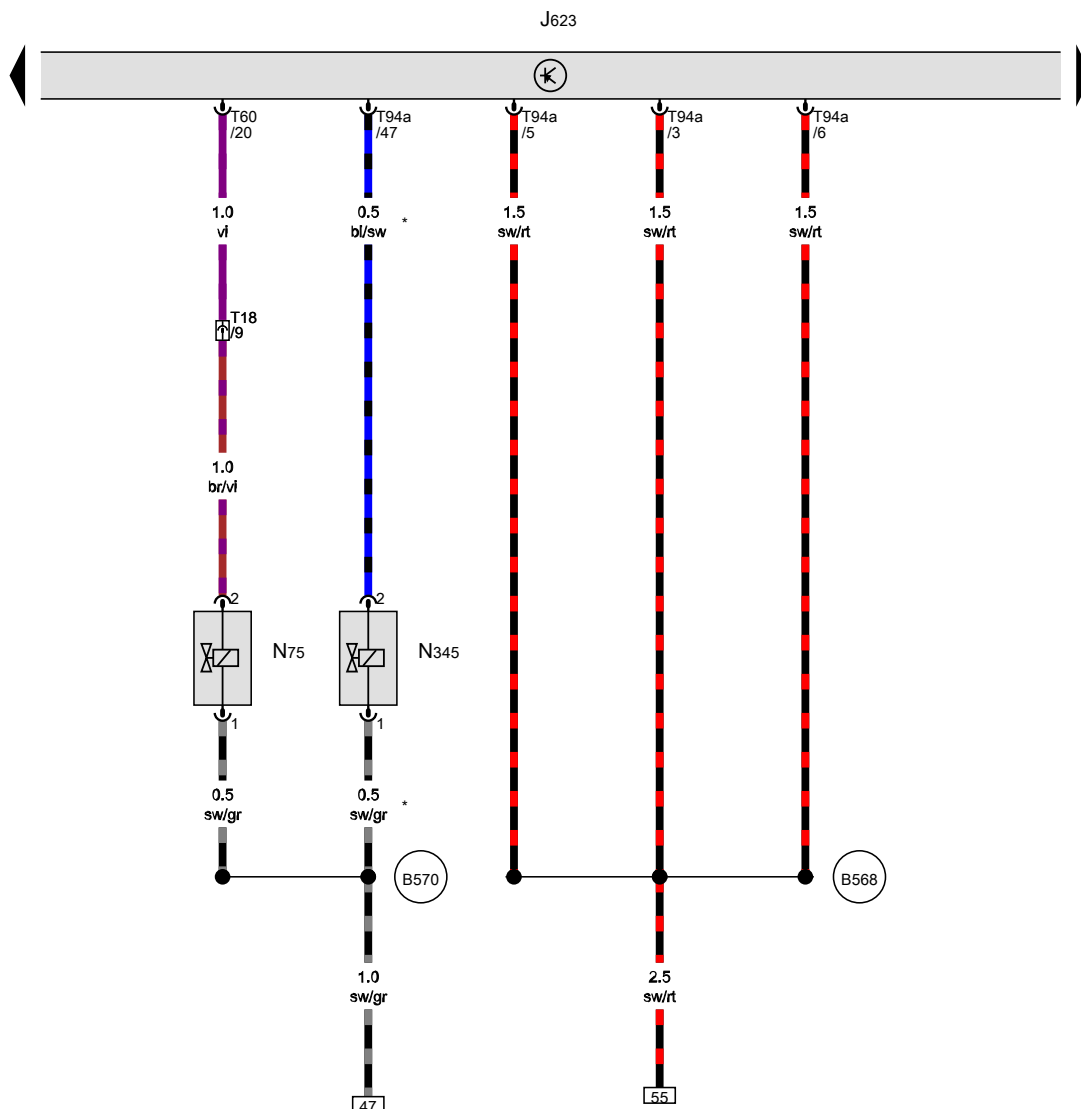 J623
T60
/20
T94a
/47
T94a
/5
T94a
/3
T94a
/6
1.0
vi
0.5
bl/sw
*
1.5
sw/rt
1.5
sw/rt
1.5
sw/rt
T18
/9
1.0
br/vi
2
2
N75
N345
1
1
0.5
sw/gr
0.5
sw/gr
*
B570
B568
1.0
sw/gr
2.5
sw/rt
47
55